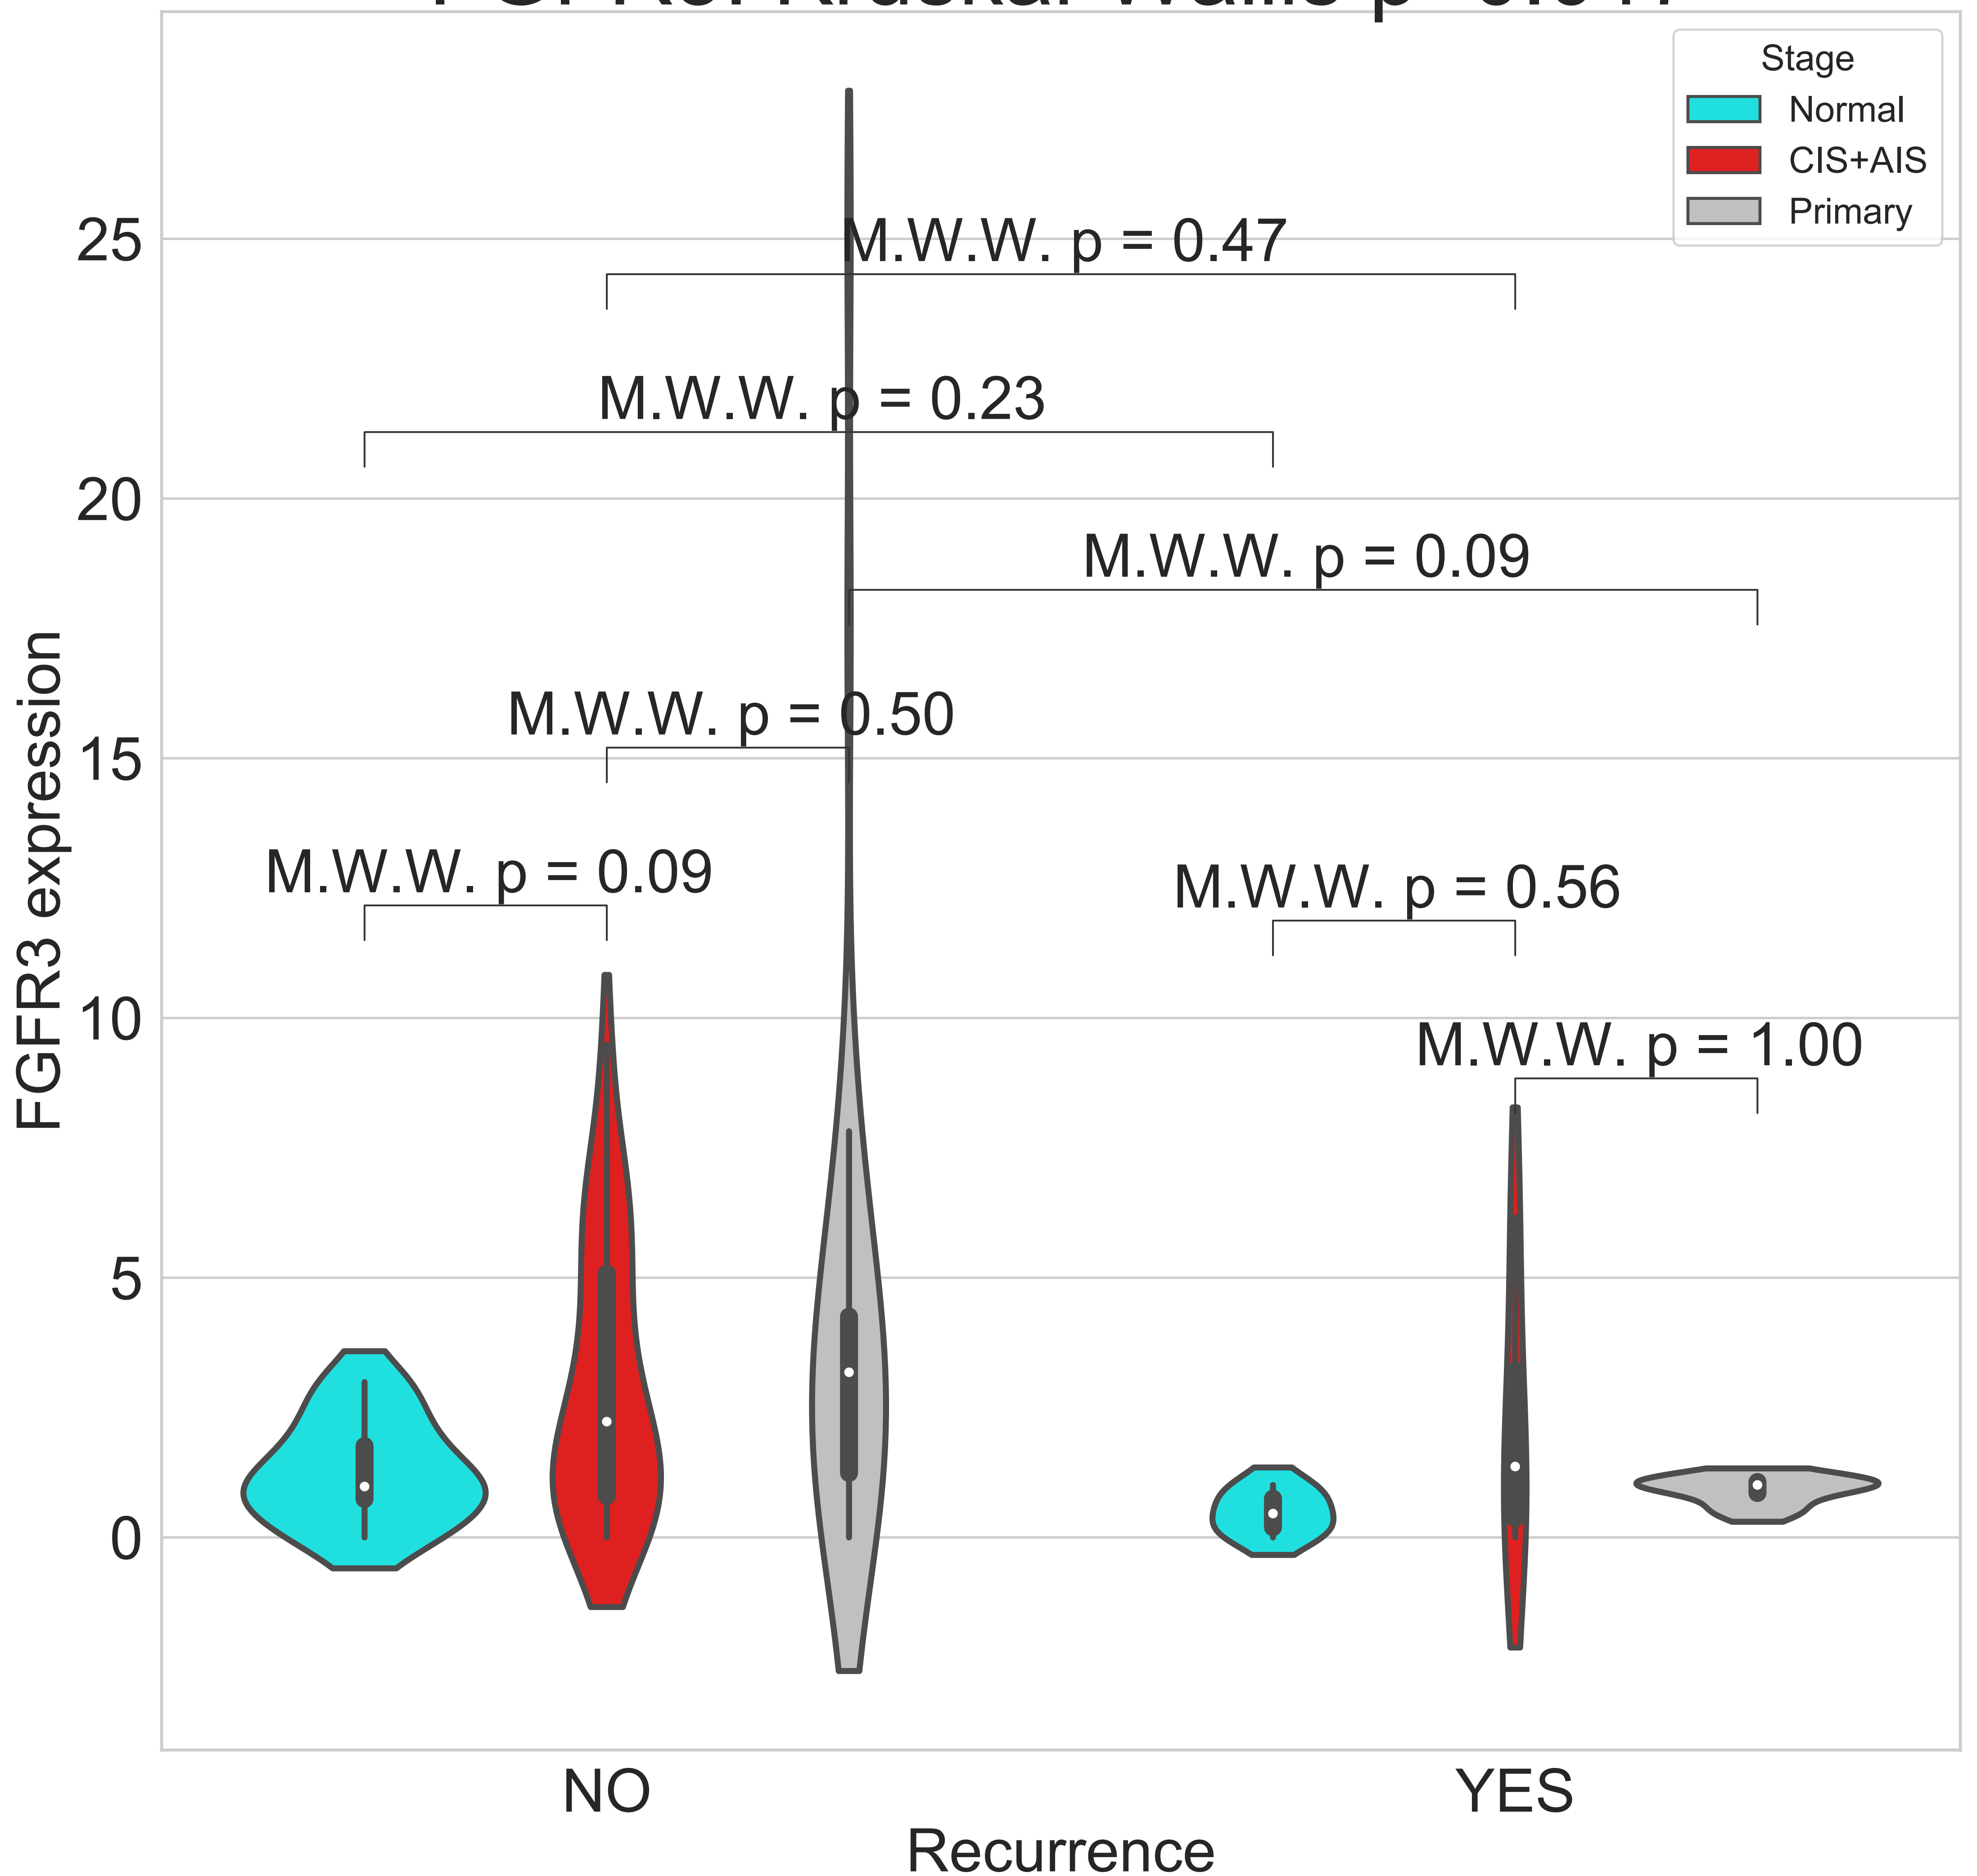 Stage
Normal
CIS+AIS
Primary
M.W.W. p = 0.47
M.W.W. p = 0.23
M.W.W. p = 0.09
M.W.W. p = 0.50
M.W.W. p = 0.09
M.W.W. p = 0.56
M.W.W. p = 1.00
25
20
15
10
5
0
FGFR3 expression
NO
YES
Recurrence